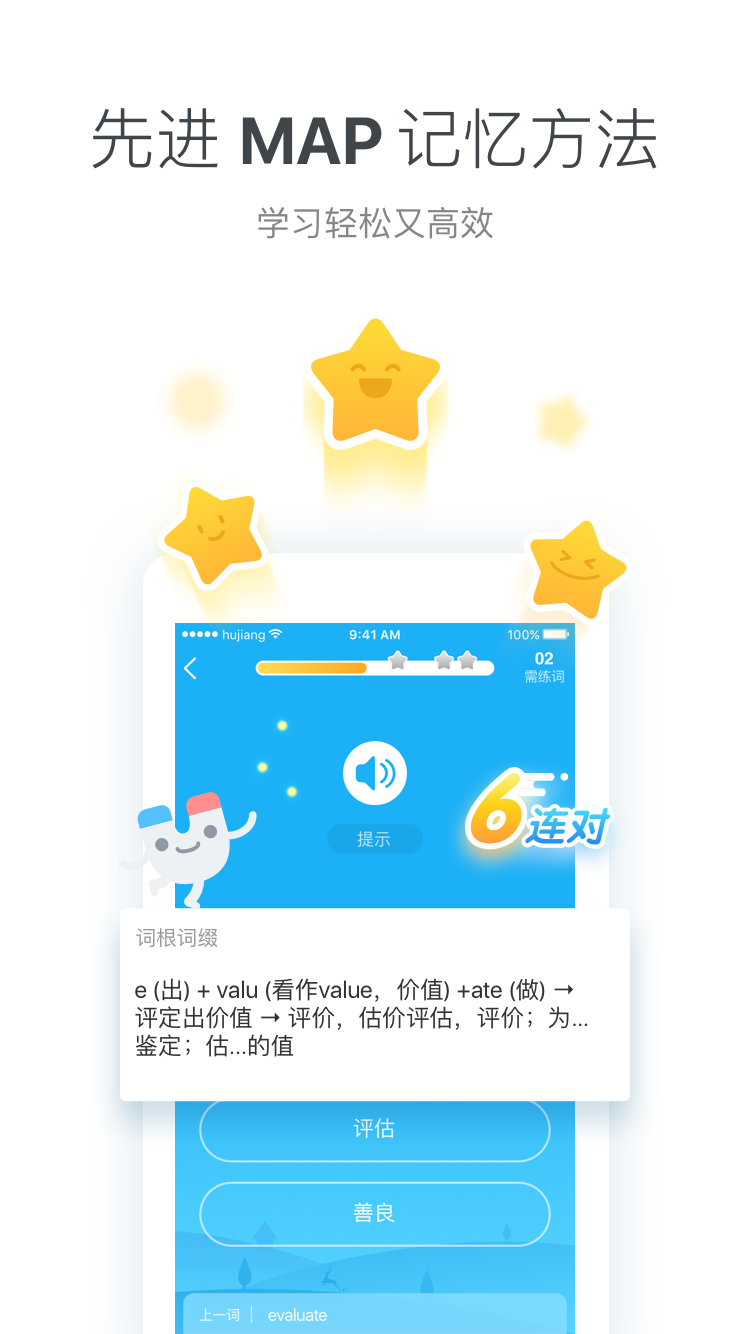 先进 MAP 记忆方法
学习轻松又高效
hujiang 9:41 AM 100%
02
需练词
提示
6连对
词根词缀
e (出) + valu (看作value，价值) +ate (做) →
评定出价值 → 评价，估价评估，评价；为...
鉴定；估...的值
评估
善良
上一词 | evaluate